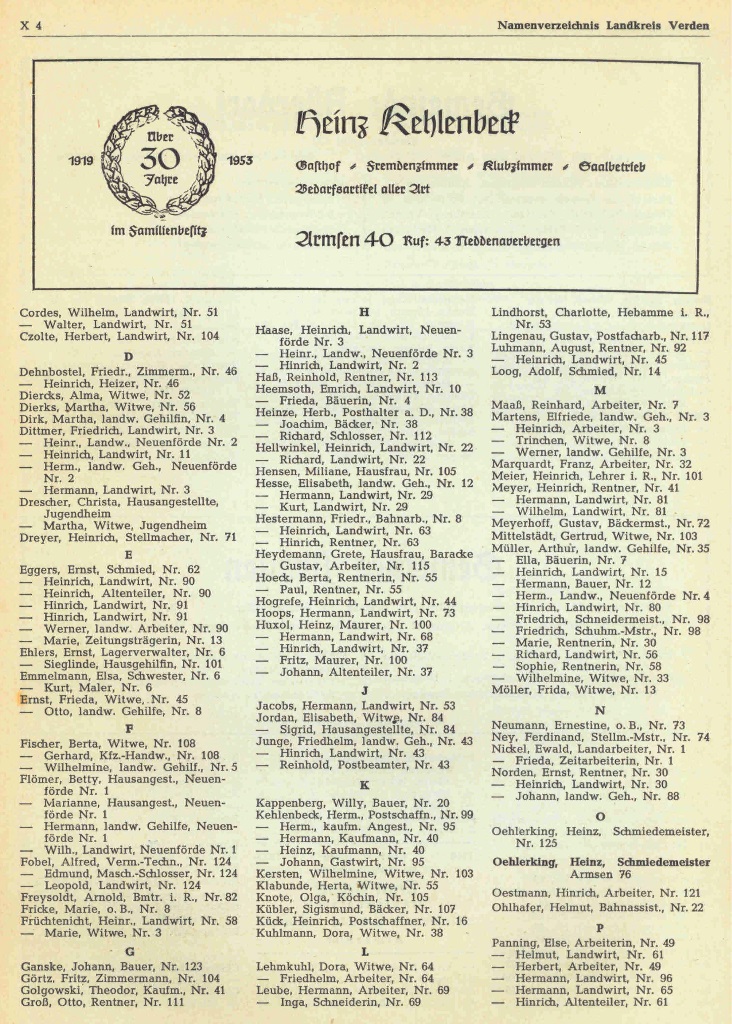 X 4
Namenverzeichnis Landkreis Verden
1919
Über
30
Jahre
1953
im Familienbesitz
Heinz Kehlenbeck
Gasthof Fremdenzimmer Klubzimmer Saalbetrieb
Bedarfsartikel aller Art
Armsen 40 Ruf: 43 Neddenaverbergen
Cordes, Wilhelm, Landwirt, Nr. 51
— Walter, Landwirt, Nr. 51
Czolte, Herbert, Landwirt, Nr. 104
D
Dehnbostel, Friedr., Zimmerm., Nr. 46
— Heinrich, Heizer, Nr. 46
Diercks, Alma, Witwe, Nr. 52
Dierks, Martha, Witwe, Nr. 56
Dirk, Martha, landw. Gehilfin, Nr. 4
Dittmer, Friedrich, Landwirt, Nr. 3
— Heinr., Landw., Neuenförde Nr. 2
— Heinrich, Landwirt, Nr. 11
— Herm., landw. Geh., Neuenförde
Nr. 2
— Hermann, Landwirt, Nr. 3
Drescher, Christa, Hausangestellte,
Jugendheim
— Martha, Witwe, Jugendheim
Dreyer, Heinrich, Stellmacher, Nr. 71
E
Eggers, Ernst, Schmied, Nr. 62
— Heinrich, Landwirt, Nr. 90
— Heinrich, Altenteiler, Nr. 90
— Hinrich, Landwirt, Nr. 91
— Hinrich, Landwirt, Nr. 91
— Werner, landw. Arbeiter, Nr. 90
— Marie, Zeitungsträgerin, Nr. 13
Ehlers, Ernst, Lagerverwalter, Nr. 6
— Sieglinde, Hausgehilfin, Nr. 101
Emmelmann, Elsa, Schwester, Nr. 6
— Kurt, Maler, Nr. 6
Ernst, Frieda, Witwe, Nr. 45
— Otto, landw. Gehilfe, Nr. 8
F
Fischer, Berta, Witwe, Nr. 108
— Gerhard, Kfz.-Handw., Nr. 108
— Wilhelmine, landw. Gehilf., Nr. 5
Flömer, Betty, Hausangest., Neuen-
förde Nr. 1
— Marianne, Hausangest., Neuen-
förde Nr. 1
— Hermann, landw. Gehilfe, Neuen-
förde Nr. 1
— Wilh., Landwirt, Neuenförde Nr. 1
Fobel, Alfred, Verm.-Techn., Nr. 124
— Edmund, Masch.-Schlosser, Nr. 124
— Leopold, Landwirt, Nr. 124
Freysoldt, Arnold, Bmtr. i. R., Nr. 82
Fricke, Marie, o. B., Nr. 8
Früchtenicht, Heinr., Landwirt, Nr. 58
— Marie, Witwe, Nr. 3
G
Ganske, Johann, Bauer, Nr. 123
Görtz, Fritz, Zimmermann, Nr. 104
Golgowski, Theodor, Kaufm., Nr. 41
Groß, Otto, Rentner, Nr. 111
H
Haase, Heinrich, Landwirt, Neuen-
förde Nr. 3
— Heinr., Landw., Neuenförde Nr. 3
— Hinrich, Landwirt, Nr. 2
Haß, Reinhold, Rentner, Nr. 113
Heemsoth, Emrich, Landwirt, Nr. 10
— Frieda, Bäuerin, Nr. 4
Heinze, Herb., Posthalter a. D., Nr. 38
— Joachim, Bäcker, Nr. 38
— Richard, Schlosser, Nr. 112
Hellwinkel, Heinrich, Landwirt, Nr. 22
— Richard, Landwirt, Nr. 22
Hensen, Miliane, Hausfrau, Nr. 105
Hesse, Elisabeth, landw. Geh., Nr. 12
— Hermann, Landwirt, Nr. 29
— Kurt, Landwirt, Nr. 29
Hestermann, Friedr., Bahnarb., Nr. 8
— Heinrich, Landwirt, Nr. 63
— Hinrich, Rentner, Nr. 63
Heydemann, Grete, Hausfrau, Baracke
— Gustav, Arbeiter, Nr. 115
Hoeck, Berta, Rentnerin, Nr. 55
— Paul, Rentner, Nr. 55
Hogrefe, Heinrich, Landwirt, Nr. 44
Hoops, Hermann, Landwirt, Nr. 73
Huxol, Heinz, Maurer, Nr. 100
— Hermann, Landwirt, Nr. 68
— Hinrich, Landwirt, Nr. 37
— Fritz, Maurer, Nr. 100
— Johann, Altenteiler, Nr. 37
J
Jacobs, Hermann, Landwirt, Nr. 53
Jordan, Elisabeth, Witwe, Nr. 84
— Sigrid, Hausangestellte, Nr. 84
Junge, Friedhelm, landw. Geh., Nr. 43
— Hinrich, Landwirt, Nr. 43
— Reinhold, Postbeamter, Nr. 43
K
Kappenberg, Willy, Bauer, Nr. 20
Kehlenbeck, Herm., Postschaffn., Nr. 99
— Herm., kaufm. Angest., Nr. 95
— Hermann, Kaufmann, Nr. 40
— Heinz, Kaufmann, Nr. 40
— Johann, Gastwirt, Nr. 95
Kersten, Wilhelmine, Witwe, Nr. 103
Klabunde, Herta, Witwe, Nr. 55
Knote, Olga, Köchin, Nr. 105
Kübler, Sigismund, Bäcker, Nr. 107
Kück, Heinrich, Postschaffner, Nr. 16
Kuhlmann, Dora, Witwe, Nr. 38
L
Lehmkuhl, Dora, Witwe, Nr. 64
— Friedhelm, Arbeiter, Nr. 64
Leube, Hermann, Arbeiter, Nr. 69
— Inga, Schneiderin, Nr. 69
Lindhorst, Charlotte, Hebamme i. R.,
Nr. 53
Lingenau, Gustav, Postfacharb., Nr. 117
Luhmann, August, Rentner, Nr. 92
— Heinrich, Landwirt, Nr. 45
Loog, Adolf, Schmied, Nr. 14
M
Maaß, Reinhard, Arbeiter, Nr. 7
Martens, Elfriede, landw. Geh., Nr. 3
— Heinrich, Arbeiter, Nr. 3
— Trinchen, Witwe, Nr. 8
— Werner, landw. Gehilfe, Nr. 3
Marquardt, Franz, Arbeiter, Nr. 32
Meier, Heinrich, Lehrer i. R., Nr. 101
Meyer, Heinrich, Rentner, Nr. 41
— Hermann, Landwirt, Nr. 81
— Wilhelm, Landwirt, Nr. 81
Meyerhoff, Gustav, Bäckermst., Nr. 72
Mittelstädt, Gertrud, Witwe, Nr. 103
Müller, Arthur, landw. Gehilfe, Nr. 35
— Ella, Bäuerin, Nr. 7
— Heinrich, Landwirt, Nr. 15
— Hermann, Bauer, Nr. 12
— Herm., Landw., Neuenförde Nr. 4
— Hinrich, Landwirt, Nr. 80
— Friedrich, Schneidermeist., Nr. 98
— Friedrich, Schuhm.-Mstr., Nr. 98
— Marie, Rentnerin, Nr. 30
— Richard, Landwirt, Nr. 56
— Sophie, Rentnerin, Nr. 58
— Wilhelmine, Witwe, Nr. 33
Möller, Frida, Witwe, Nr. 13
N
Neumann, Ernestine, o. B., Nr. 73
Ney, Ferdinand, Stellm.-Mstr., Nr. 74
Nickel, Ewald, Landarbeiter, Nr. 1
— Frieda, Zeitarbeiterin, Nr. 1
Norden, Ernst, Rentner, Nr. 30
— Heinrich, Landwirt, Nr. 30
— Johann, landw. Geh., Nr. 88
O
Oehlerking, Heinz, Schmiedemeister,
Nr. 125
Oehlerking, Heinz, Schmiedemeister
Armsen 76
Oestmann, Hinrich, Arbeiter, Nr. 121
Ohlhafer, Helmut, Bahnassist., Nr. 22
P
Panning, Else, Arbeiterin, Nr. 49
— Helmut, Landwirt, Nr. 61
— Herbert, Arbeiter, Nr. 49
— Hermann, Landwirt, Nr. 96
— Hermann, Landwirt, Nr. 65
— Hinrich, Altenteiler, Nr. 61